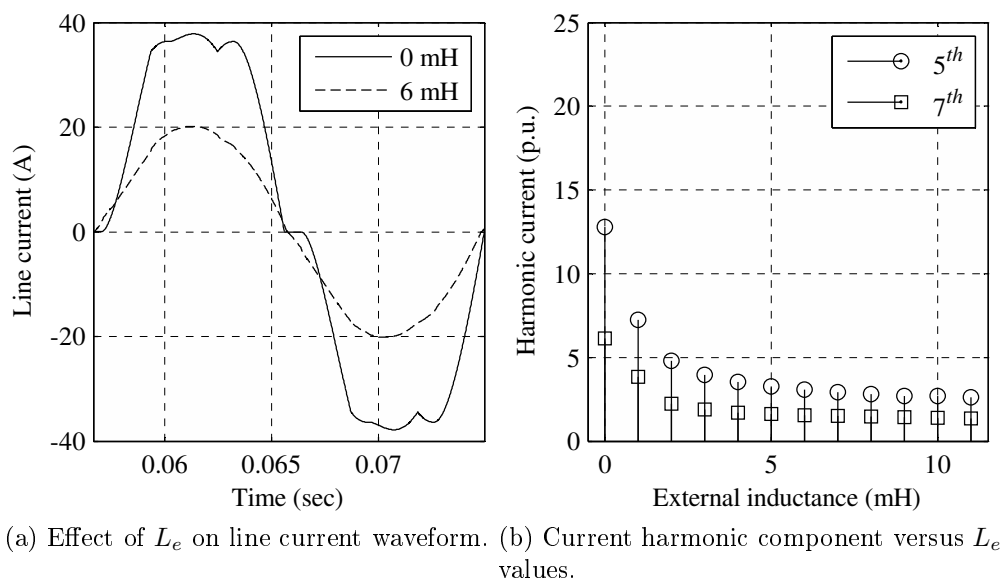 40
20
0
-20
-40
Line current (A)
0 mH
6 mH
0.06
0.065
0.07
Time (sec)
25
20
15
10
5
0
Harmonic current (p.u.)
5th
7th
0
5
10
External inductance (mH)
(a) Effect of Le on line current waveform.
(b) Current harmonic component versus Le
values.